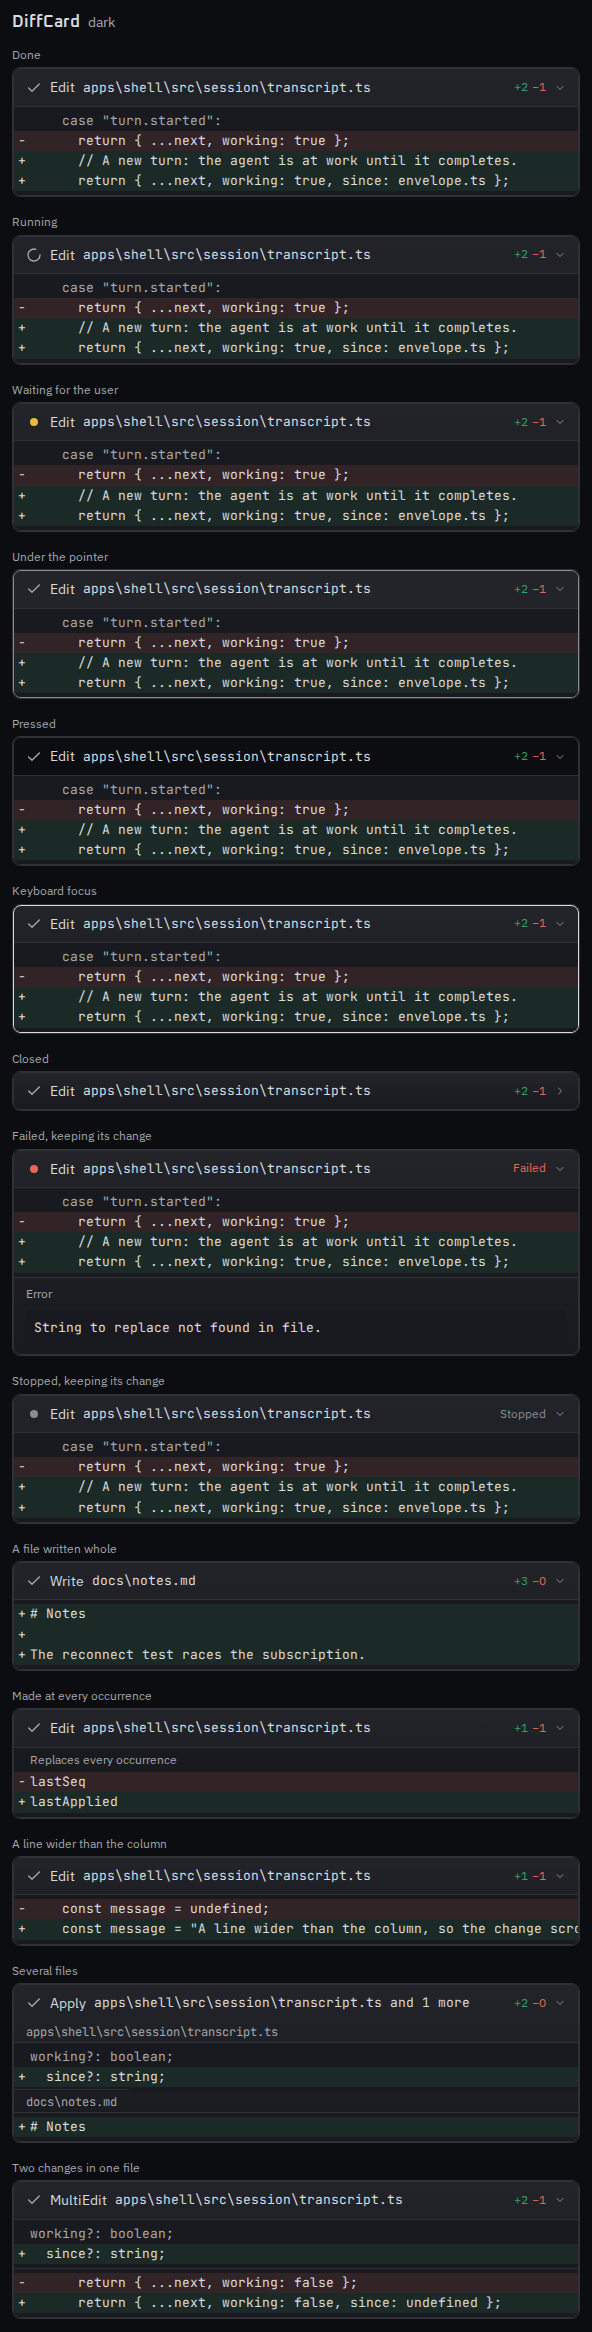 DiffCard dark
Done
Edit apps\shell\src\session\transcript.ts +2 −1
case "turn.started":
- return { ...next, working: true };
+ // A new turn: the agent is at work until it completes.
+ return { ...next, working: true, since: envelope.ts };
Running
Edit apps\shell\src\session\transcript.ts +2 −1
case "turn.started":
- return { ...next, working: true };
+ // A new turn: the agent is at work until it completes.
+ return { ...next, working: true, since: envelope.ts };
Waiting for the user
Edit apps\shell\src\session\transcript.ts +2 −1
case "turn.started":
- return { ...next, working: true };
+ // A new turn: the agent is at work until it completes.
+ return { ...next, working: true, since: envelope.ts };
Under the pointer
Edit apps\shell\src\session\transcript.ts +2 −1
case "turn.started":
- return { ...next, working: true };
+ // A new turn: the agent is at work until it completes.
+ return { ...next, working: true, since: envelope.ts };
Pressed
Edit apps\shell\src\session\transcript.ts +2 −1
case "turn.started":
- return { ...next, working: true };
+ // A new turn: the agent is at work until it completes.
+ return { ...next, working: true, since: envelope.ts };
Keyboard focus
Edit apps\shell\src\session\transcript.ts +2 −1
case "turn.started":
- return { ...next, working: true };
+ // A new turn: the agent is at work until it completes.
+ return { ...next, working: true, since: envelope.ts };
Closed
Edit apps\shell\src\session\transcript.ts +2 −1
Failed, keeping its change
Edit apps\shell\src\session\transcript.ts Failed
case "turn.started":
- return { ...next, working: true };
+ // A new turn: the agent is at work until it completes.
+ return { ...next, working: true, since: envelope.ts };
Error
String to replace not found in file.
Stopped, keeping its change
Edit apps\shell\src\session\transcript.ts Stopped
case "turn.started":
- return { ...next, working: true };
+ // A new turn: the agent is at work until it completes.
+ return { ...next, working: true, since: envelope.ts };
A file written whole
Write docs\notes.md +3 −0
+ # Notes
+
+ The reconnect test races the subscription.
Made at every occurrence
Edit apps\shell\src\session\transcript.ts +1 −1
Replaces every occurrence
- lastSeq
+ lastApplied
A line wider than the column
Edit apps\shell\src\session\transcript.ts +1 −1
- const message = undefined;
+ const message = "A line wider than the column, so the change scro
Several files
Apply apps\shell\src\session\transcript.ts and 1 more +2 −0
apps\shell\src\session\transcript.ts
working?: boolean;
+ since?: string;
docs\notes.md
+ # Notes
Two changes in one file
MultiEdit apps\shell\src\session\transcript.ts +2 −1
working?: boolean;
+ since?: string;
- return { ...next, working: false };
+ return { ...next, working: false, since: undefined };